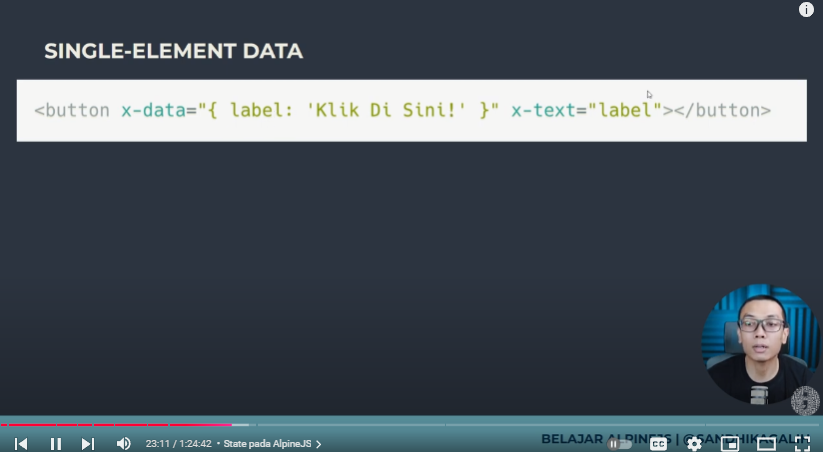 SINGLE-ELEMENT DATA
<button x-data="{ label: 'Klik Di Sini!' }" x-text="label"></button>
BELAJAR ALPINEJS | @SANDHIKAGALIH
23:11 / 1:24:42 • State pada AlpineJS
CC